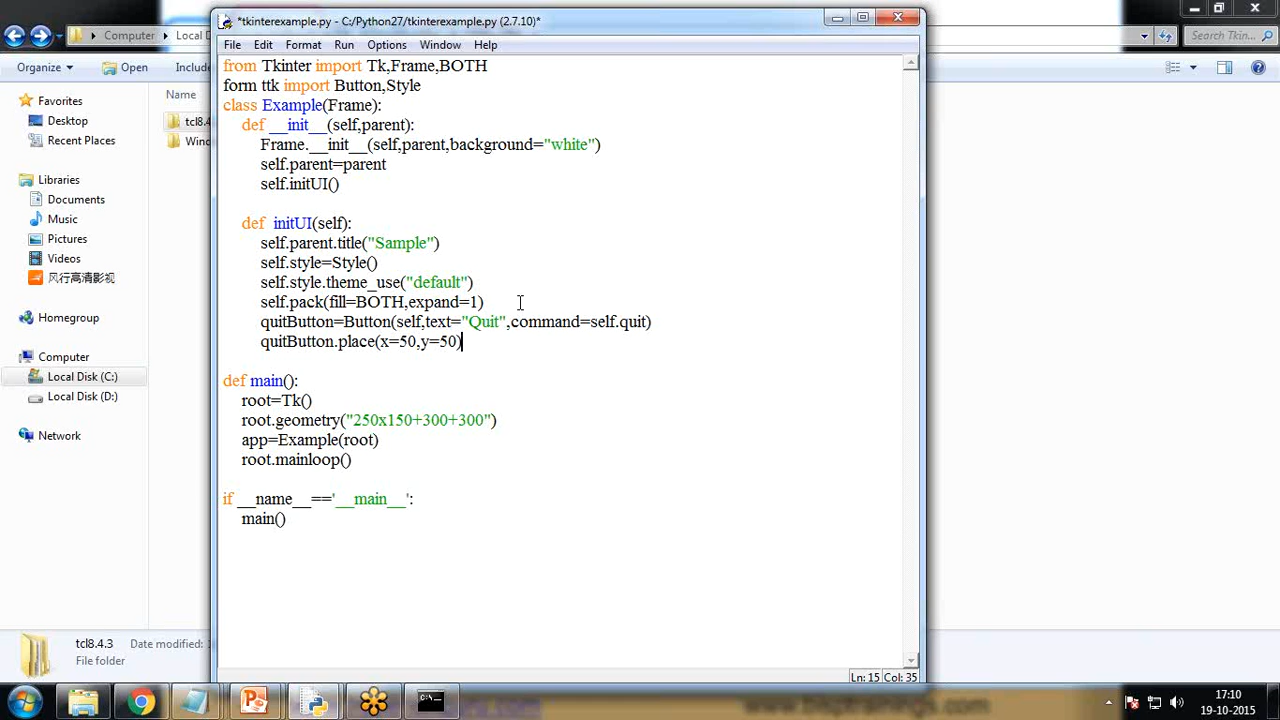 *tkinterexample.py - C:/Python27/tkinterexample.py (2.7.10)*
Computer
Local D
Search Tkin...
File Edit Format Run Options Window Help
Organize
Open
Include
Name
tcl8.4
Wind
Favorites
Desktop
Recent Places
Libraries
Documents
Music
Pictures
Videos
风行高清影视
Homegroup
Computer
Local Disk (C:)
Local Disk (D:)
Network
from Tkinter import Tk,Frame,BOTH
form ttk import Button,Style
class Example(Frame):
def __init__(self,parent):
Frame.__init__(self,parent,background="white")
self.parent=parent
self.initUI()
def initUI(self):
self.parent.title("Sample")
self.style=Style()
self.style.theme_use("default")
self.pack(fill=BOTH,expand=1)
quitButton=Button(self,text="Quit",command=self.quit)
quitButton.place(x=50,y=50)
def main():
root=Tk()
root.geometry("250x150+300+300")
app=Example(root)
root.mainloop()
if __name__=='__main__':
main()
tcl8.4.3 Date modified:
File folder
Ln: 15 Col: 35
17:10
19-10-2015